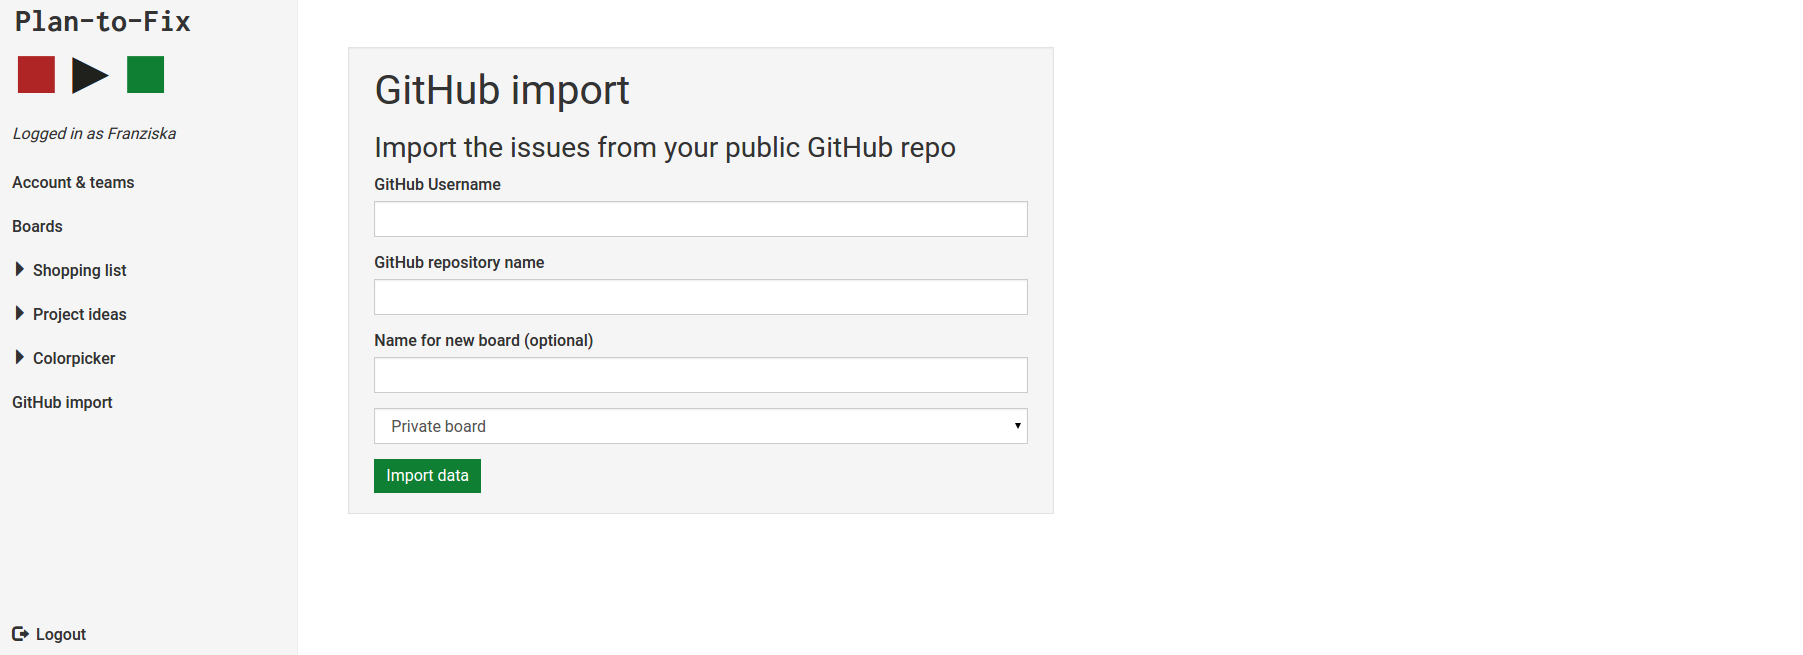 Plan-to-Fix
Logged in as Franziska
Account & teams
Boards
Shopping list
Project ideas
Colorpicker
GitHub import
Logout
GitHub import
Import the issues from your public GitHub repo
GitHub Username
GitHub repository name
Name for new board (optional)
Private board
Import data